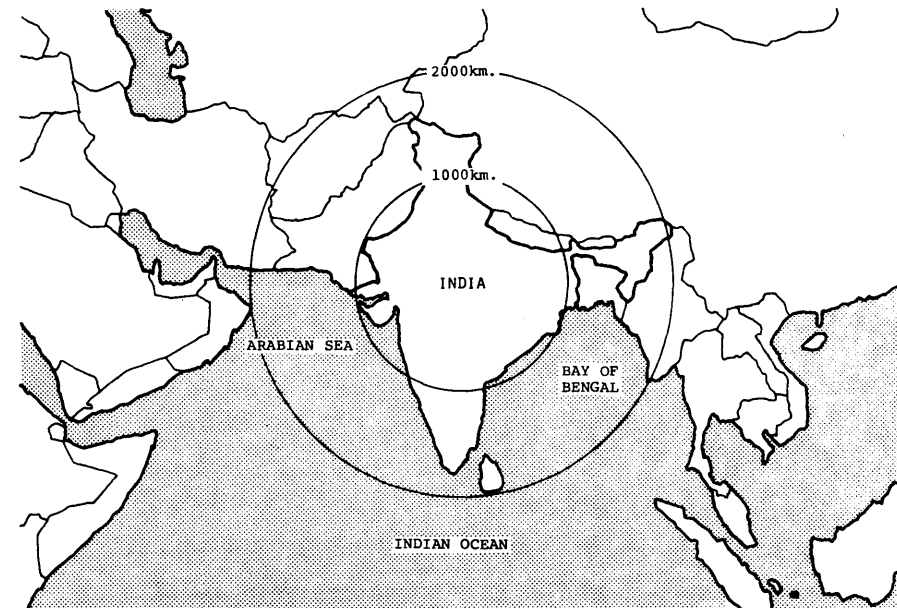 2000km.
1000km.
INDIA
ARABIAN SEA
BAY OF
BENGAL
INDIAN OCEAN